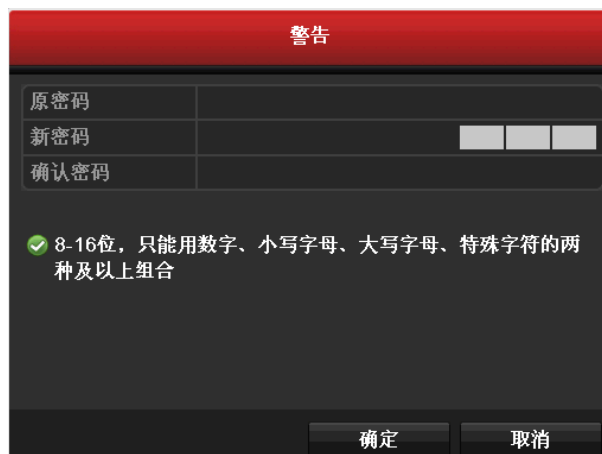 警告
原密码
新密码
确认密码
8-16位，只能用数字、小写字母、大写字母、特殊字符的两
种及以上组合
确定
取消